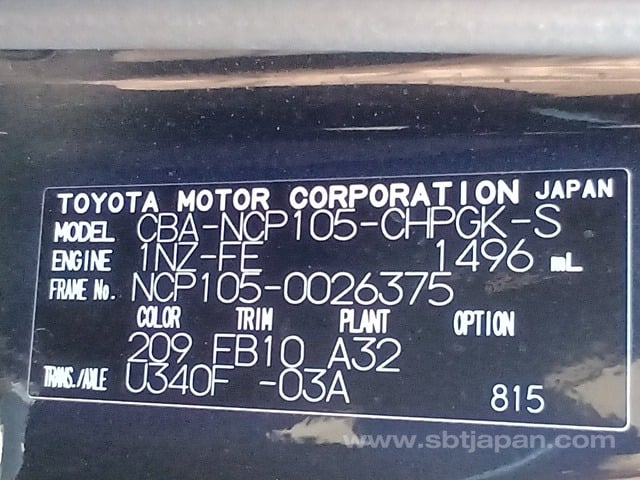 TOYOTA MOTOR CORPORATION JAPAN
MODEL CBA-NCP105-CHPGK-S
ENGINE 1NZ-FE 1496 mL
FRAME No. NCP105-0026375
COLOR TRIM PLANT OPTION
209 FB10 A32
TRANS./AXLE U340F -03A 815
www.sbtjapan.com